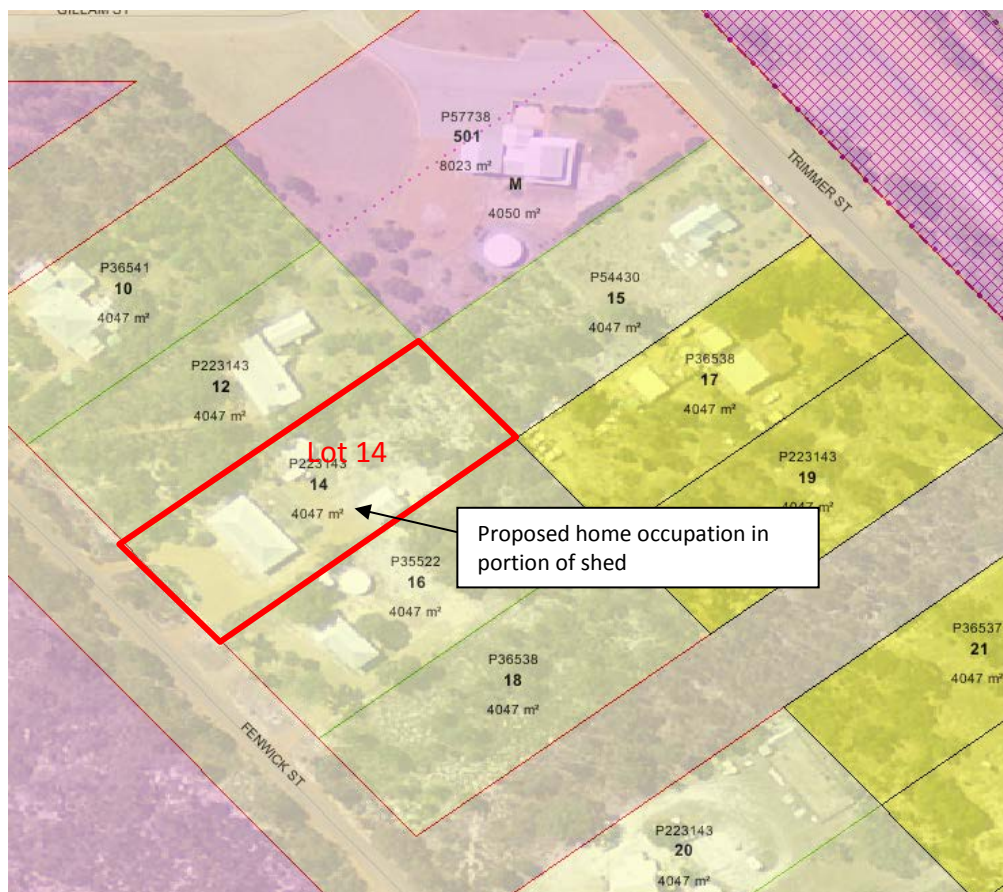 GILLAM ST
P57738
501
8023 m²
M
4050 m²
TRIMMER ST
P36541
10
4047 m²
P54430
15
4047 m²
P223143
12
4047 m²
P36538
17
4047 m²
Lot 14
P223143
14
4047 m²
P223143
19
4047 m²
Proposed home occupation in
portion of shed
P35522
16
4047 m²
P36537
21
4047 m²
P36538
18
4047 m²
FENWICK ST
P223143
20
4047 m²